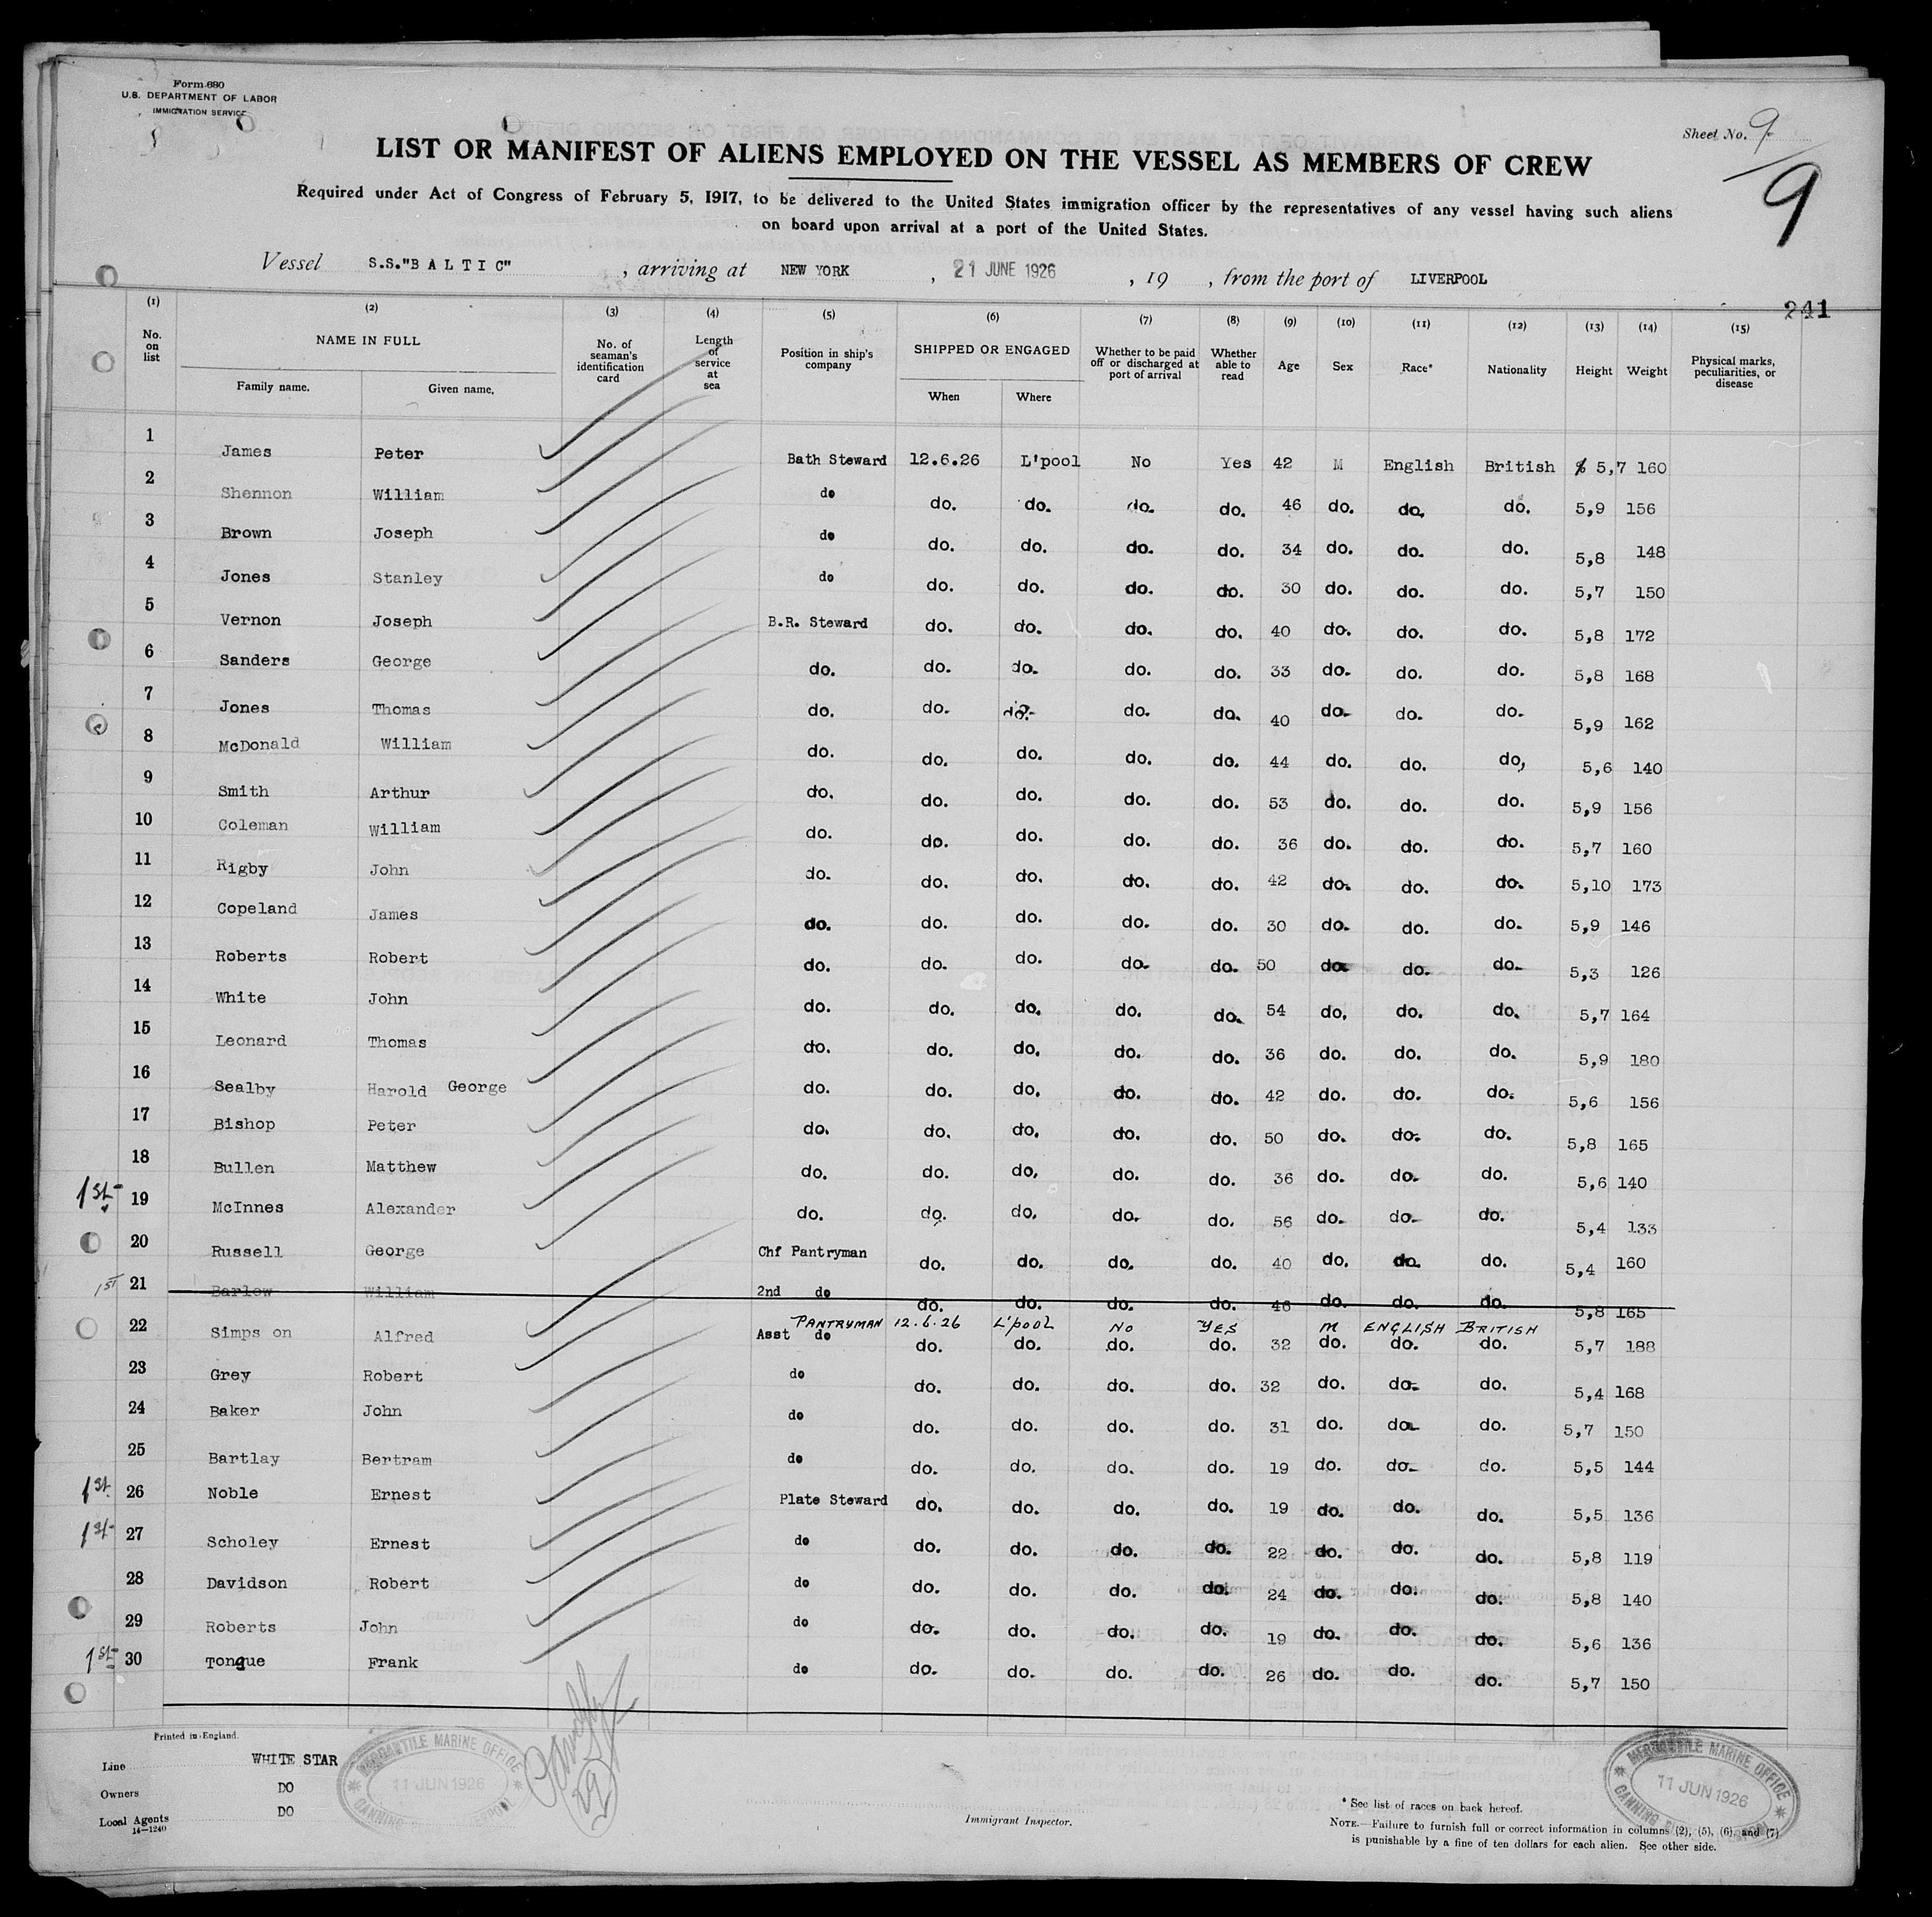 Form 680
U.S. DEPARTMENT OF LABOR
IMMIGRATION SERVICE
Sheet No. 9
9
LIST OR MANIFEST OF ALIENS EMPLOYED ON THE VESSEL AS MEMBERS OF CREW
Required under Act of Congress of February 5, 1917, to be delivered to the United States immigration officer by the representatives of any vessel having such aliens
on board upon arrival at a port of the United States.
Vessel S.S."BALTIC" , arriving at NEW YORK , 21 JUNE 1926 , 19 , from the port of LIVERPOOL
241
(1) (2) (3) (4) (5) (6) (7) (8) (9) (10) (11) (12) (13) (14) (15)
No. on list NAME IN FULL Family name. Given name. No. of seaman's identification card Length of service at sea Position in ship's company SHIPPED OR ENGAGED When Where Whether to be paid off or discharged at port of arrival Whether able to read Age Sex Race* Nationality Height Weight Physical marks, peculiarities, or disease
1 James Peter Bath Steward 12.6.26 L'pool No Yes 42 M English British 5,7 160
2 Shennon William do do. do. do. do. 46 do. do. do. 5,9 156
3 Brown Joseph do do. do. do. do. 34 do. do. do. 5,8 148
4 Jones Stanley do do. do. do. do. 30 do. do. do. 5,7 150
5 Vernon Joseph B.R. Steward do. do. do. do. 40 do. do. do. 5,8 172
6 Sanders George do. do. do. do. do. 33 do. do. do. 5,8 168
7 Jones Thomas do. do. do. do. do. 40 do. do. do. 5,9 162
8 McDonald William do. do. do. do. do. 44 do. do. do, 5,6 140
9 Smith Arthur do. do. do. do. do. 53 do. do. do. 5,9 156
10 Coleman William do. do. do. do. do. 36 do. do. do. 5,7 160
11 Rigby John do. do. do. do. do. 42 do. do. do. 5,10 173
12 Copeland James do. do. do. do. do. 30 do. do. do. 5,9 146
13 Roberts Robert do. do. do. do. do. 50 do. do. do. 5,3 126
14 White John do. do. do. do. do. 54 do. do. do. 5,7 164
15 Leonard Thomas do. do. do. do. do. 36 do. do. do. 5,9 180
16 Sealby Harold George do. do. do. do. do. 42 do. do. do. 5,6 156
17 Bishop Peter do. do. do. do. do. 50 do. do. do. 5,8 165
18 Bullen Matthew do. do. do. do. do. 36 do. do. do. 5,6 140
1st 19 McInnes Alexander do. do. do. do. do. 56 do. do. do. 5,4 133
20 Russell George Chf Pantryman do. do. do. do. 40 do. do. do. 5,4 160
1st 21 Barlow William 2nd do do. do. do. do. 46 do. do. do. 5,8 165
PANTRYMAN 12.6.26 L'pool No YES M ENGLISH BRITISH
22 Simps on Alfred Asst do do. do. do. do. 32 do. do. do. 5,7 188
23 Grey Robert do do. do. do. do. 32 do. do. do. 5,4 168
24 Baker John do do. do. do. do. 31 do. do. do. 5,7 150
25 Bartlay Bertram do do. do. do. do. 19 do. do. do. 5,5 144
1st 26 Noble Ernest Plate Steward do. do. do. do. 19 do. do. do. 5,5 136
1st 27 Scholey Ernest do do. do. do. do. 22 do. do. do. 5,8 119
28 Davidson Robert do do. do. do. do. 24 do. do. do. 5,8 140
29 Roberts John do do. do. do. do. 19 do. do. do. 5,6 136
1st 30 Tongue Frank do do. do. do. do. 26 do. do. do. 5,7 150
Printed in England.
Line WHITE STAR
Owners DO
Local Agents DO
14—1240
MERCANTILE MARINE OFFICE
11 JUN 1926
CANNING
29
Immigrant Inspector.
* See list of races on back hereof.
NOTE.—Failure to furnish full or correct information in columns (2), (5), (6), and (7)
is punishable by a fine of ten dollars for each alien. See other side.
MERCANTILE MARINE OFFICE
11 JUN 1926
CANNING